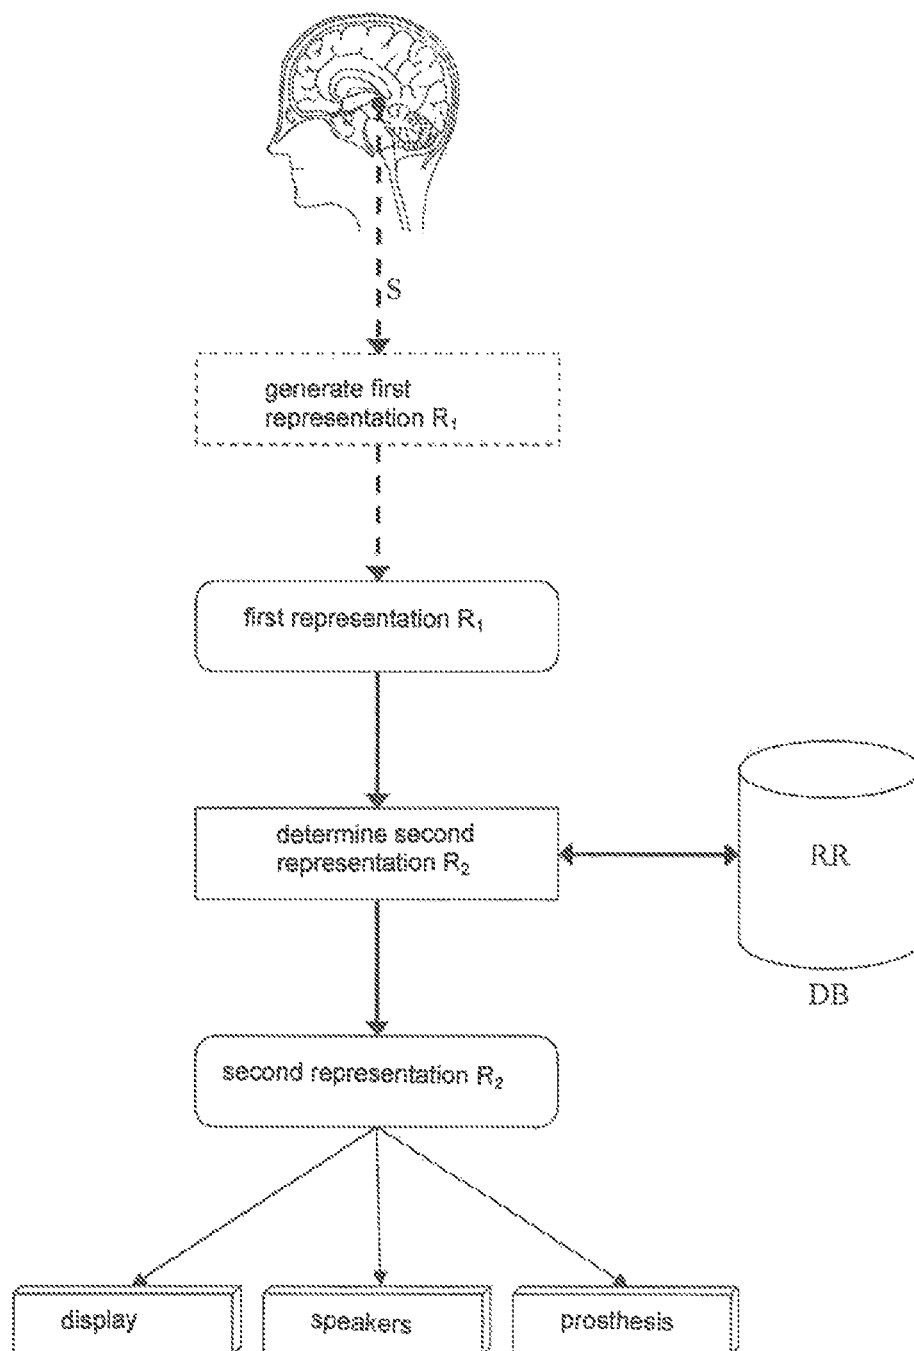 S
generate first
representation R₁
first representation R₁
determine second
representation R₂
RR
DB
second representation R₂
display
speakers
prosthesis